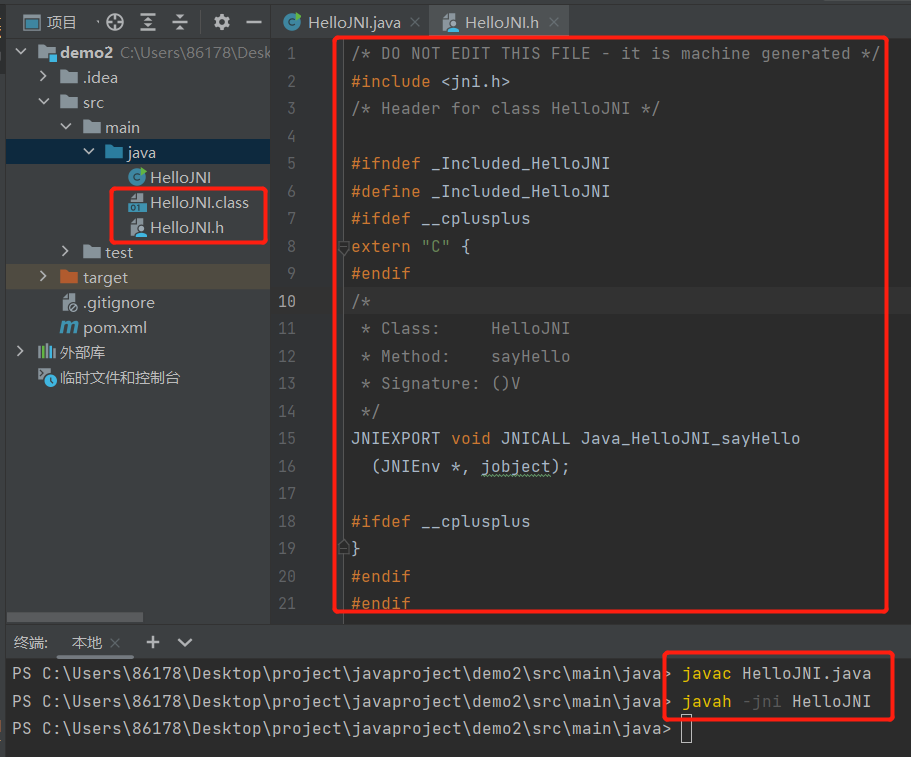 项目
HelloJNI.java
HelloJNI.h
demo2 C:\Users\86178\Desk
.idea
src
main
java
HelloJNI
HelloJNI.class
HelloJNI.h
test
target
.gitignore
pom.xml
外部库
临时文件和控制台
1 /* DO NOT EDIT THIS FILE - it is machine generated */
2 #include <jni.h>
3 /* Header for class HelloJNI */
4
5 #ifndef _Included_HelloJNI
6 #define _Included_HelloJNI
7 #ifdef __cplusplus
8 extern "C" {
9 #endif
10 /*
11 * Class:     HelloJNI
12 * Method:    sayHello
13 * Signature: ()V
14 */
15 JNIEXPORT void JNICALL Java_HelloJNI_sayHello
16   (JNIEnv *, jobject);
17
18 #ifdef __cplusplus
19 }
20 #endif
21 #endif
终端: 本地
PS C:\Users\86178\Desktop\project\javaproject\demo2\src\main\java> javac HelloJNI.java
PS C:\Users\86178\Desktop\project\javaproject\demo2\src\main\java> javah -jni HelloJNI
PS C:\Users\86178\Desktop\project\javaproject\demo2\src\main\java>